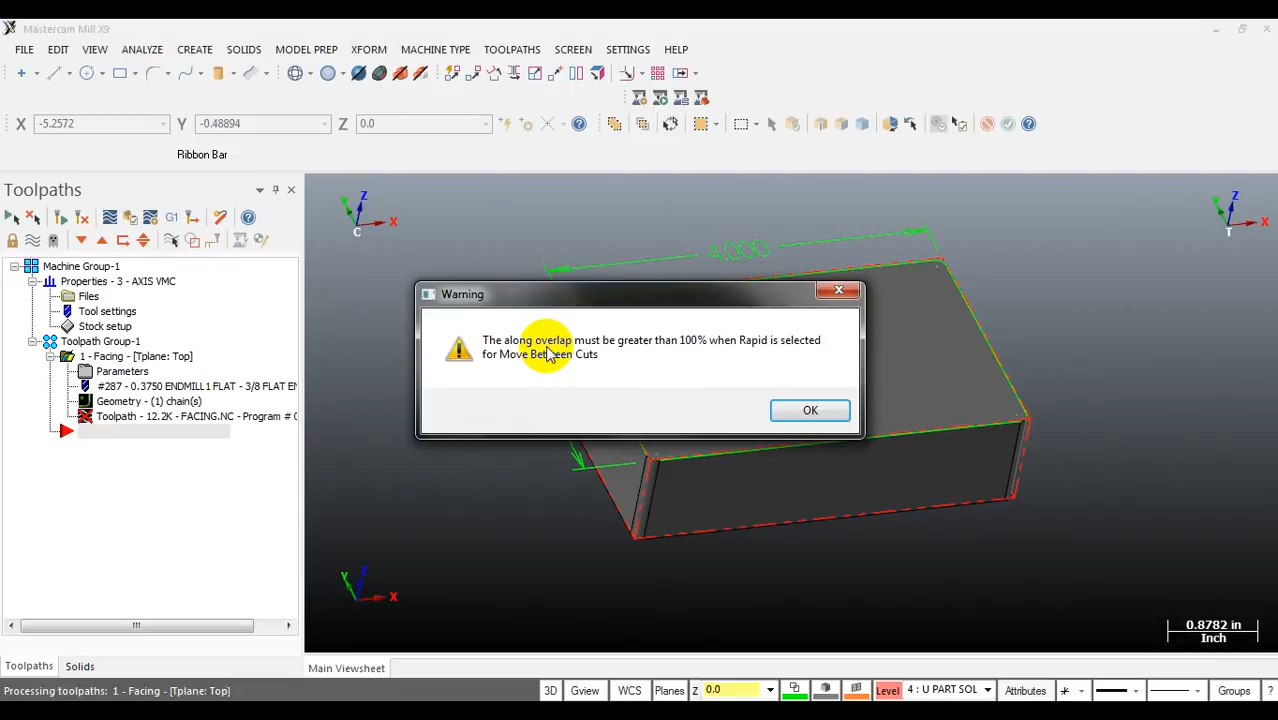 Mastercam Mill X9
FILE EDIT VIEW ANALYZE CREATE SOLIDS MODEL PREP XFORM MACHINE TYPE TOOLPATHS SCREEN SETTINGS HELP
X -5.2572 Y -0.48894 Z 0.0
Ribbon Bar
Toolpaths
G1
Machine Group-1
Properties - 3 - AXIS VMC
Files
Tool settings
Stock setup
Toolpath Group-1
1 - Facing - [Tplane: Top]
Parameters
#287 - 0.3750 ENDMILL1 FLAT - 3/8 FLAT EN
Geometry - (1) chain(s)
Toolpath - 12.2K - FACING.NC - Program # 0
Z
Y
X
C
Z
Y
X
T
4.000
Warning
The along overlap must be greater than 100% when Rapid is selected
for Move Between Cuts
OK
Z
Y
X
0.8782 in
Inch
Toolpaths Solids
Main Viewsheet
Processing toolpaths: 1 - Facing - [Tplane: Top]
3D Gview WCS Planes Z 0.0 Level 4 : U PART SOL Attributes Groups ?